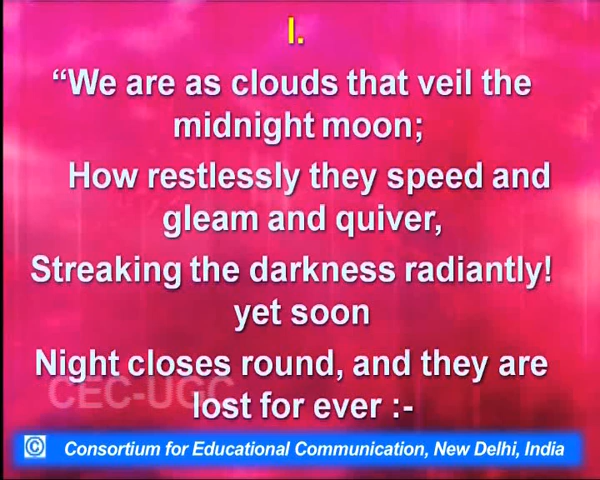 I.
“We are as clouds that veil the
midnight moon;
How restlessly they speed and
gleam and quiver,
Streaking the darkness radiantly!
yet soon
Night closes round, and they are
lost for ever :-
CEC-UGC
© Consortium for Educational Communication, New Delhi, India